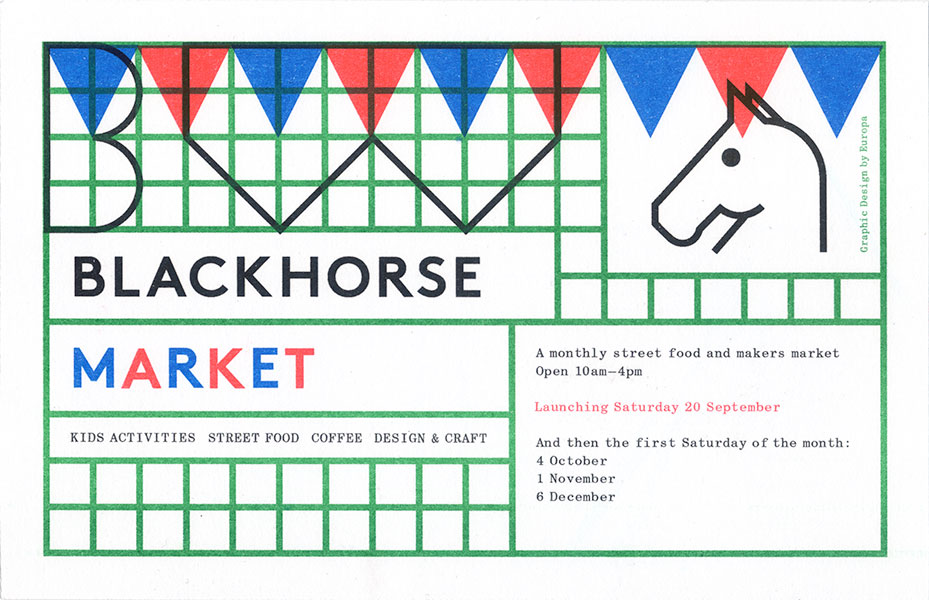 BW
BLACKHORSE
MARKET
KIDS ACTIVITIES STREET FOOD COFFEE DESIGN & CRAFT
A monthly street food and makers market
Open 10am–4pm
Launching Saturday 20 September
And then the first Saturday of the month:
4 October
1 November
6 December
Graphic Design by Europa